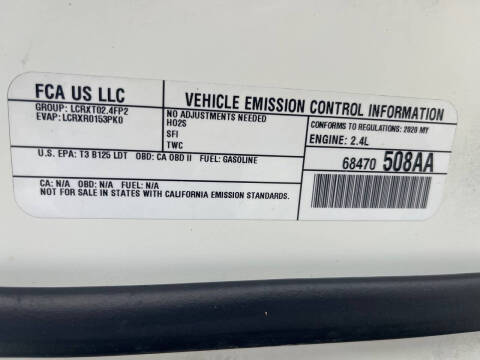 FCA US LLC
GROUP: LCRXT02.4FP2
EVAP: LCRXR0153PK0
VEHICLE EMISSION CONTROL INFORMATION
NO ADJUSTMENTS NEEDED
HO2S
SFI
TWC
CONFORMS TO REGULATIONS: 2020 MY
ENGINE: 2.4L
U.S. EPA: T3 B125 LDT OBD: CA OBD II FUEL: GASOLINE
68470 508AA
CA: N/A OBD: N/A FUEL: N/A
NOT FOR SALE IN STATES WITH CALIFORNIA EMISSION STANDARDS.